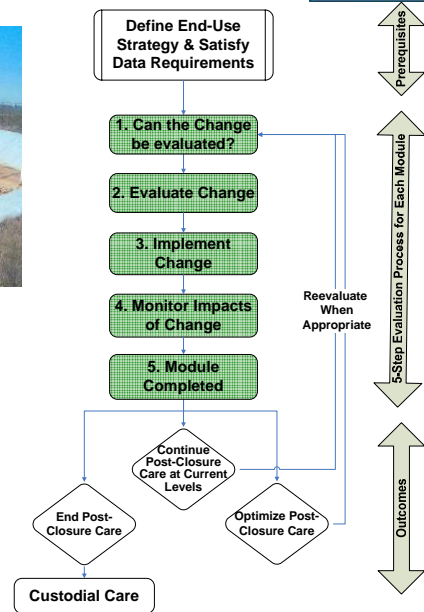 Define End-Use
Strategy & Satisfy
Data Requirements
Prerequisites
1. Can the Change
be evaluated?
2. Evaluate Change
3. Implement
Change
4. Monitor Impacts
of Change
5. Module
Completed
Reevaluate
When
Appropriate
5-Step Evaluation Process for Each Module
Continue
Post-Closure
Care at Current
Levels
End Post-
Closure Care
Optimize Post-
Closure Care
Outcomes
Custodial Care